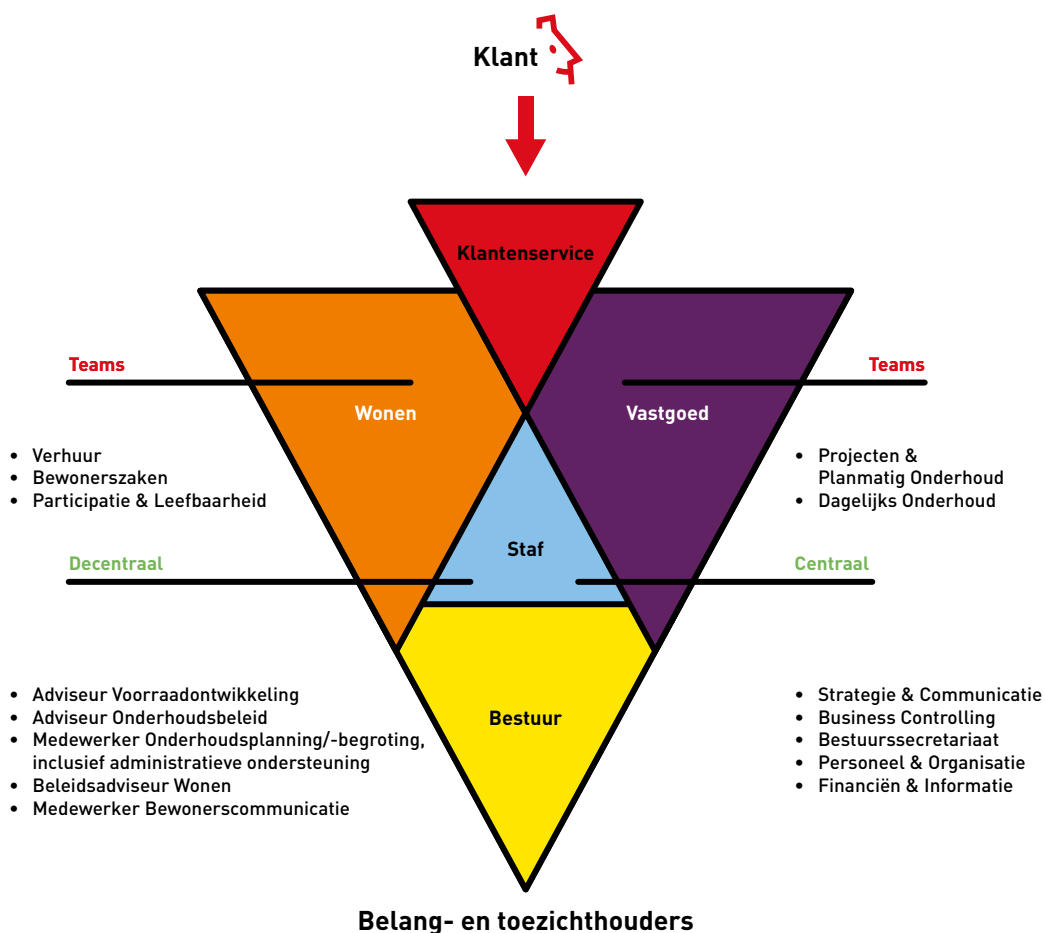 Klant
Klantenservice
Teams
Teams
Wonen
Vastgoed
• Verhuur
• Bewonerszaken
• Participatie & Leefbaarheid
• Projecten &
Planmatig Onderhoud
• Dagelijks Onderhoud
Staf
Decentraal
Centraal
• Adviseur Voorraadontwikkeling
• Adviseur Onderhoudsbeleid
• Medewerker Onderhoudsplanning/-begroting,
inclusief administratieve ondersteuning
• Beleidsadviseur Wonen
• Medewerker Bewonerscommunicatie
Bestuur
• Strategie & Communicatie
• Business Controlling
• Bestuurssecretariaat
• Personeel & Organisatie
• Financiën & Informatie
Belang- en toezichthouders